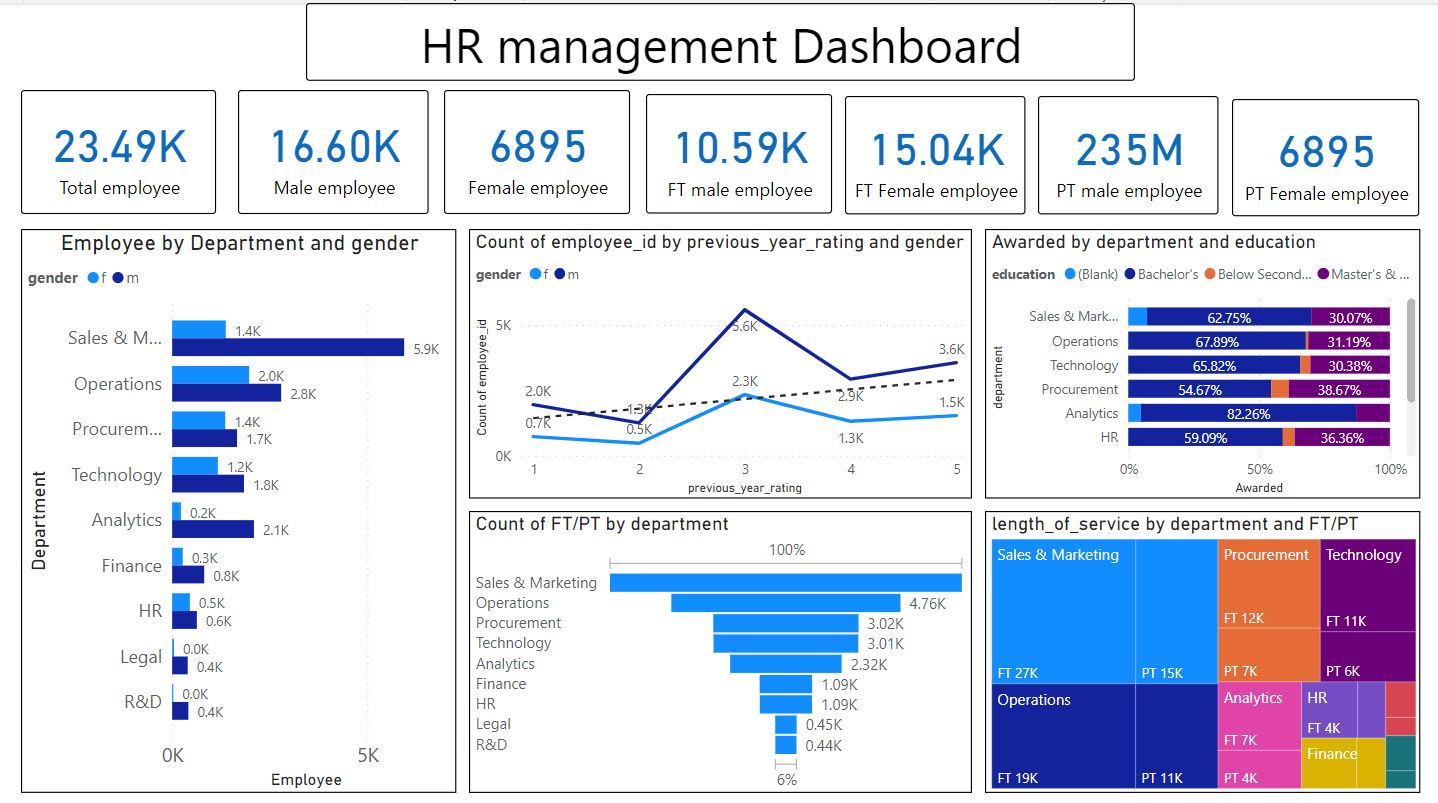 HR management Dashboard
23.49K
Total employee
16.60K
Male employee
6895
Female employee
10.59K
FT male employee
15.04K
FT Female employee
235M
PT male employee
6895
PT Female employee
Employee by Department and gender
gender f m
Department
Sales & M... 1.4K 5.9K
Operations 2.0K 2.8K
Procurem... 1.4K 1.7K
Technology 1.2K 1.8K
Analytics 0.2K 2.1K
Finance 0.3K 0.8K
HR 0.5K 0.6K
Legal 0.0K 0.4K
R&D 0.0K 0.4K
0K 5K
Employee
Count of employee_id by previous_year_rating and gender
gender f m
Count of employee_id
5K
0K
2.0K 1.3K 5.6K 2.9K 3.6K
0.7K 0.5K 2.3K 1.3K 1.5K
1 2 3 4 5
previous_year_rating
Awarded by department and education
education (Blank) Bachelor's Below Second... Master's & ...
department
Sales & Mark... 62.75% 30.07%
Operations 67.89% 31.19%
Technology 65.82% 30.38%
Procurement 54.67% 38.67%
Analytics 82.26%
HR 59.09% 36.36%
0% 50% 100%
Awarded
Count of FT/PT by department
100%
Sales & Marketing
Operations 4.76K
Procurement 3.02K
Technology 3.01K
Analytics 2.32K
Finance 1.09K
HR 1.09K
Legal 0.45K
R&D 0.44K
6%
length_of_service by department and FT/PT
Sales & Marketing
FT 27K PT 15K
Operations
FT 19K PT 11K
Procurement
FT 12K
PT 7K
Technology
FT 11K
PT 6K
Analytics
FT 7K
PT 4K
HR
FT 4K
Finance